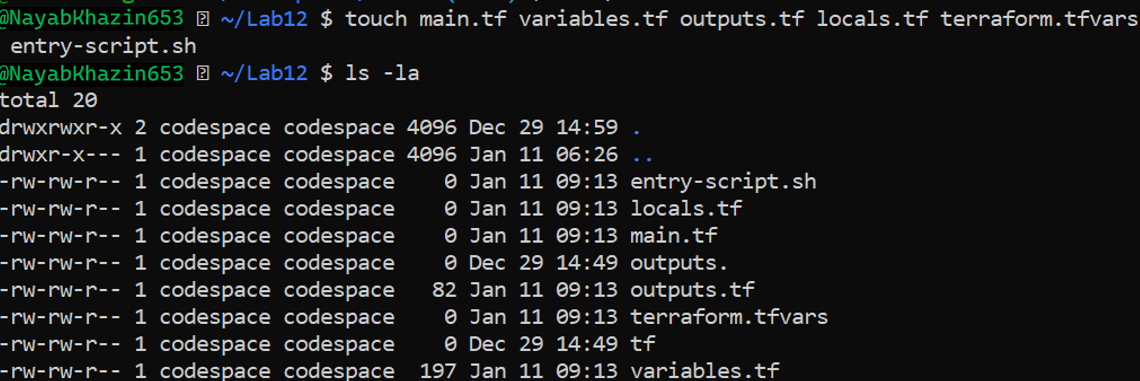 @NayabKhazin653 ~/Lab12 $ touch main.tf variables.tf outputs.tf locals.tf terraform.tfvars
entry-script.sh
@NayabKhazin653 ~/Lab12 $ ls -la
total 20
drwxrwxr-x 2 codespace codespace 4096 Dec 29 14:59 .
drwxr-x--- 1 codespace codespace 4096 Jan 11 06:26 ..
-rw-rw-r-- 1 codespace codespace 0 Jan 11 09:13 entry-script.sh
-rw-rw-r-- 1 codespace codespace 0 Jan 11 09:13 locals.tf
-rw-rw-r-- 1 codespace codespace 0 Jan 11 09:13 main.tf
-rw-rw-r-- 1 codespace codespace 0 Dec 29 14:49 outputs.
-rw-rw-r-- 1 codespace codespace 82 Jan 11 09:13 outputs.tf
-rw-rw-r-- 1 codespace codespace 0 Jan 11 09:13 terraform.tfvars
-rw-rw-r-- 1 codespace codespace 0 Dec 29 14:49 tf
-rw-rw-r-- 1 codespace codespace 197 Jan 11 09:13 variables.tf